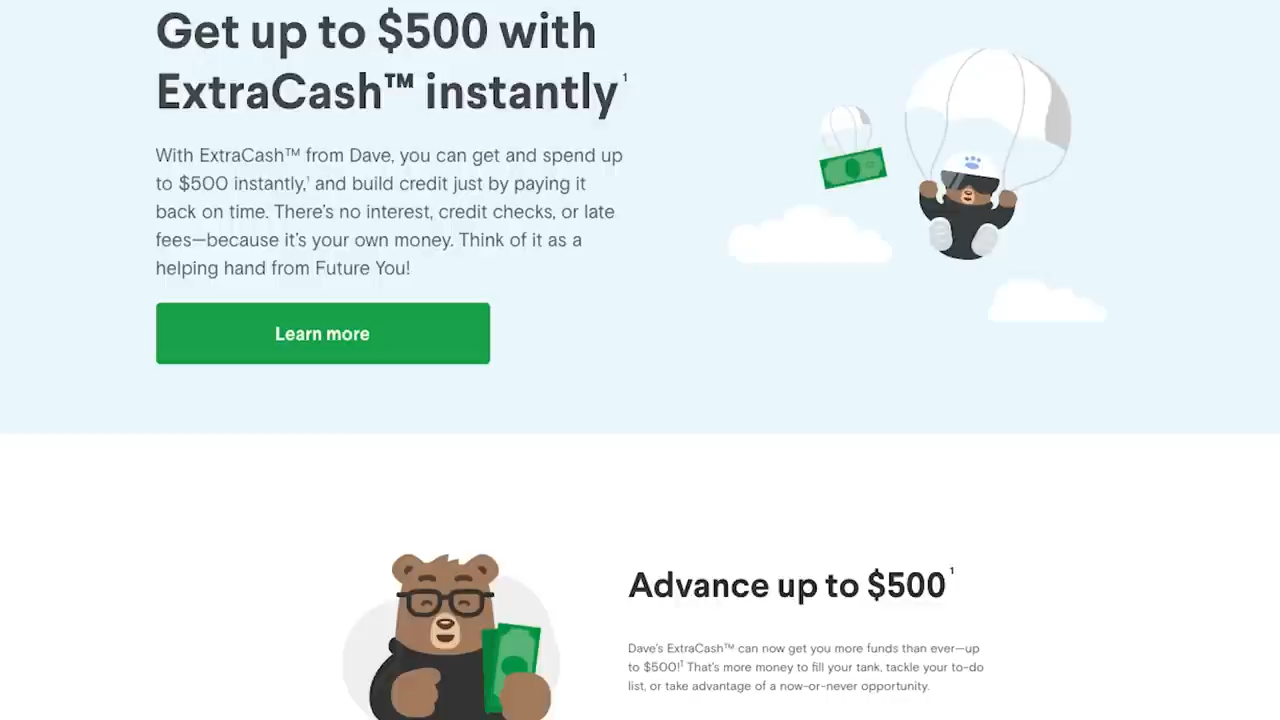 Get up to $500 with
ExtraCash™ instantly¹
With ExtraCash™ from Dave, you can get and spend up
to $500 instantly,¹ and build credit just by paying it
back on time. There's no interest, credit checks, or late
fees—because it's your own money. Think of it as a
helping hand from Future You!
Learn more
Advance up to $500¹
Dave's ExtraCash™ can now get you more funds than ever—up
to $500!¹ That's more money to fill your tank, tackle your to-do
list, or take advantage of a now-or-never opportunity.